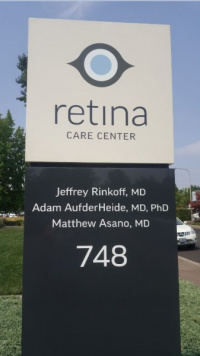 retina
CARE CENTER
Jeffrey Rinkoff, MD
Adam AufderHeide, MD, PhD
Matthew Asano, MD
748